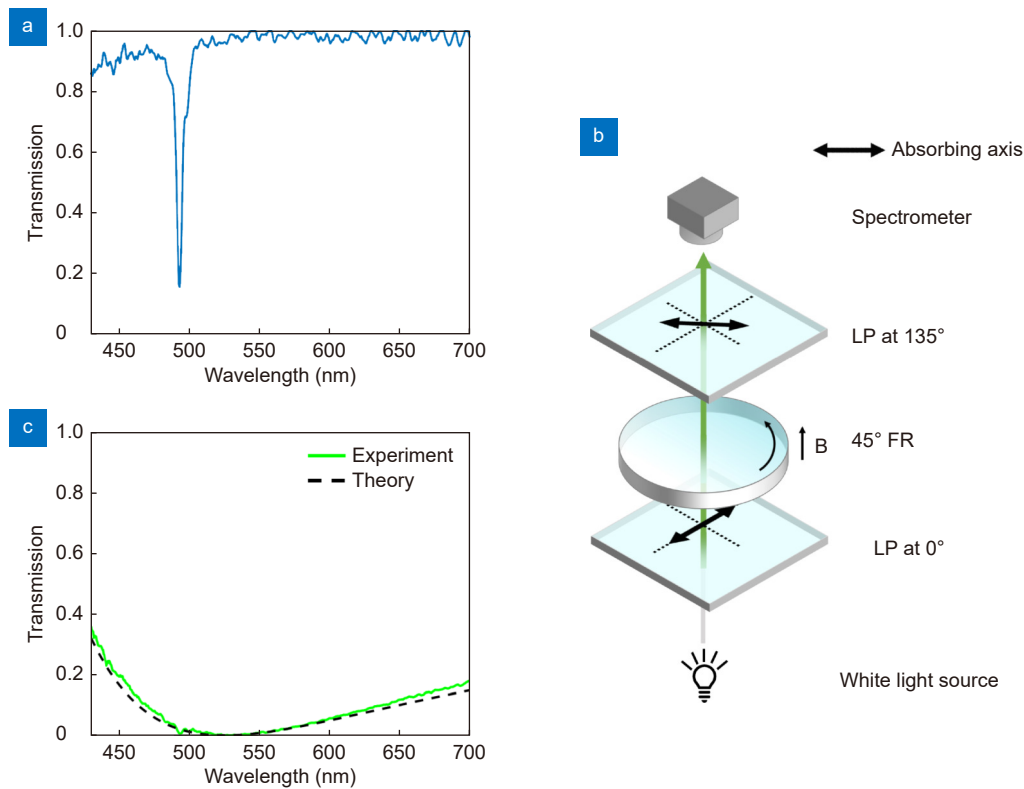 a
1.0
0.8
0.6
0.4
0.2
0
Transmission
450 500 550 600 650 700
Wavelength (nm)
b
Absorbing axis
Spectrometer
LP at 135°
45° FR
B
LP at 0°
White light source
c
1.0
0.8
0.6
0.4
0.2
0
Transmission
Experiment
Theory
450 500 550 600 650 700
Wavelength (nm)